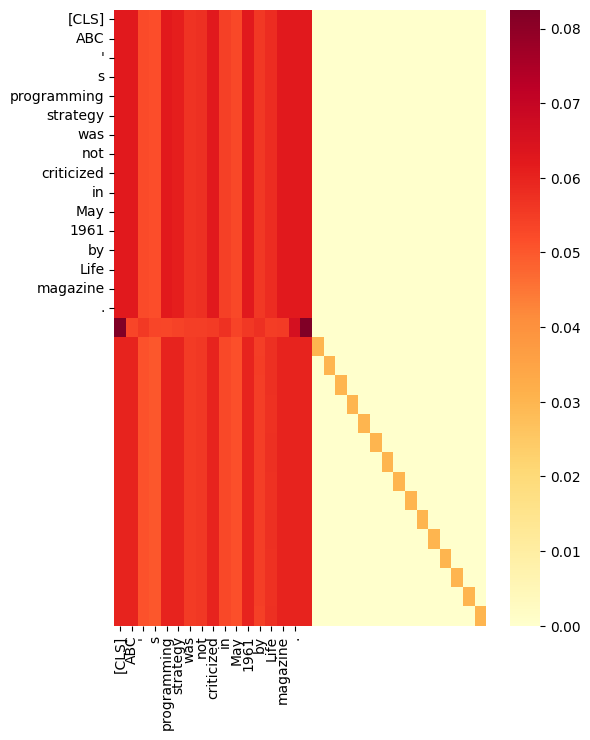 [CLS]
ABC
'
s
programming
strategy
was
not
criticized
in
May
1961
by
Life
magazine
.
0.08
0.07
0.06
0.05
0.04
0.03
0.02
0.01
0.00
[CLS]
ABC
'
s
programming
strategy
was
not
criticized
in
May
1961
by
Life
magazine
.